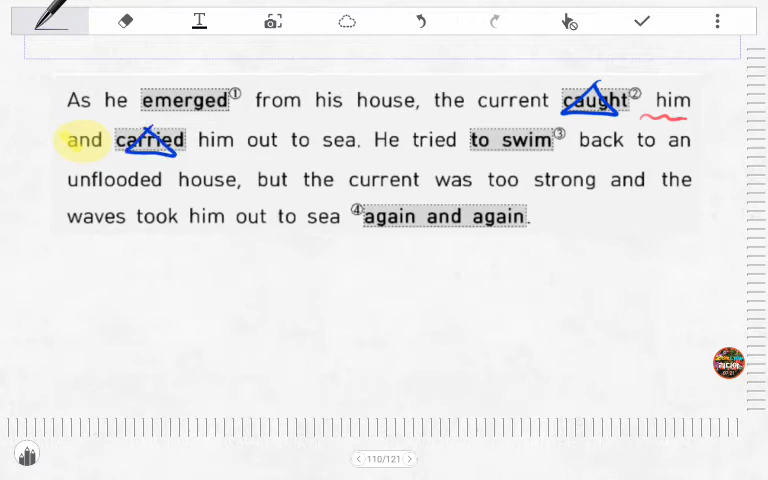 T
As he emerged① from his house, the current caught② him
and carried him out to sea. He tried to swim③ back to an
unflooded house, but the current was too strong and the
waves took him out to sea ④again and again.
07:21
110/121